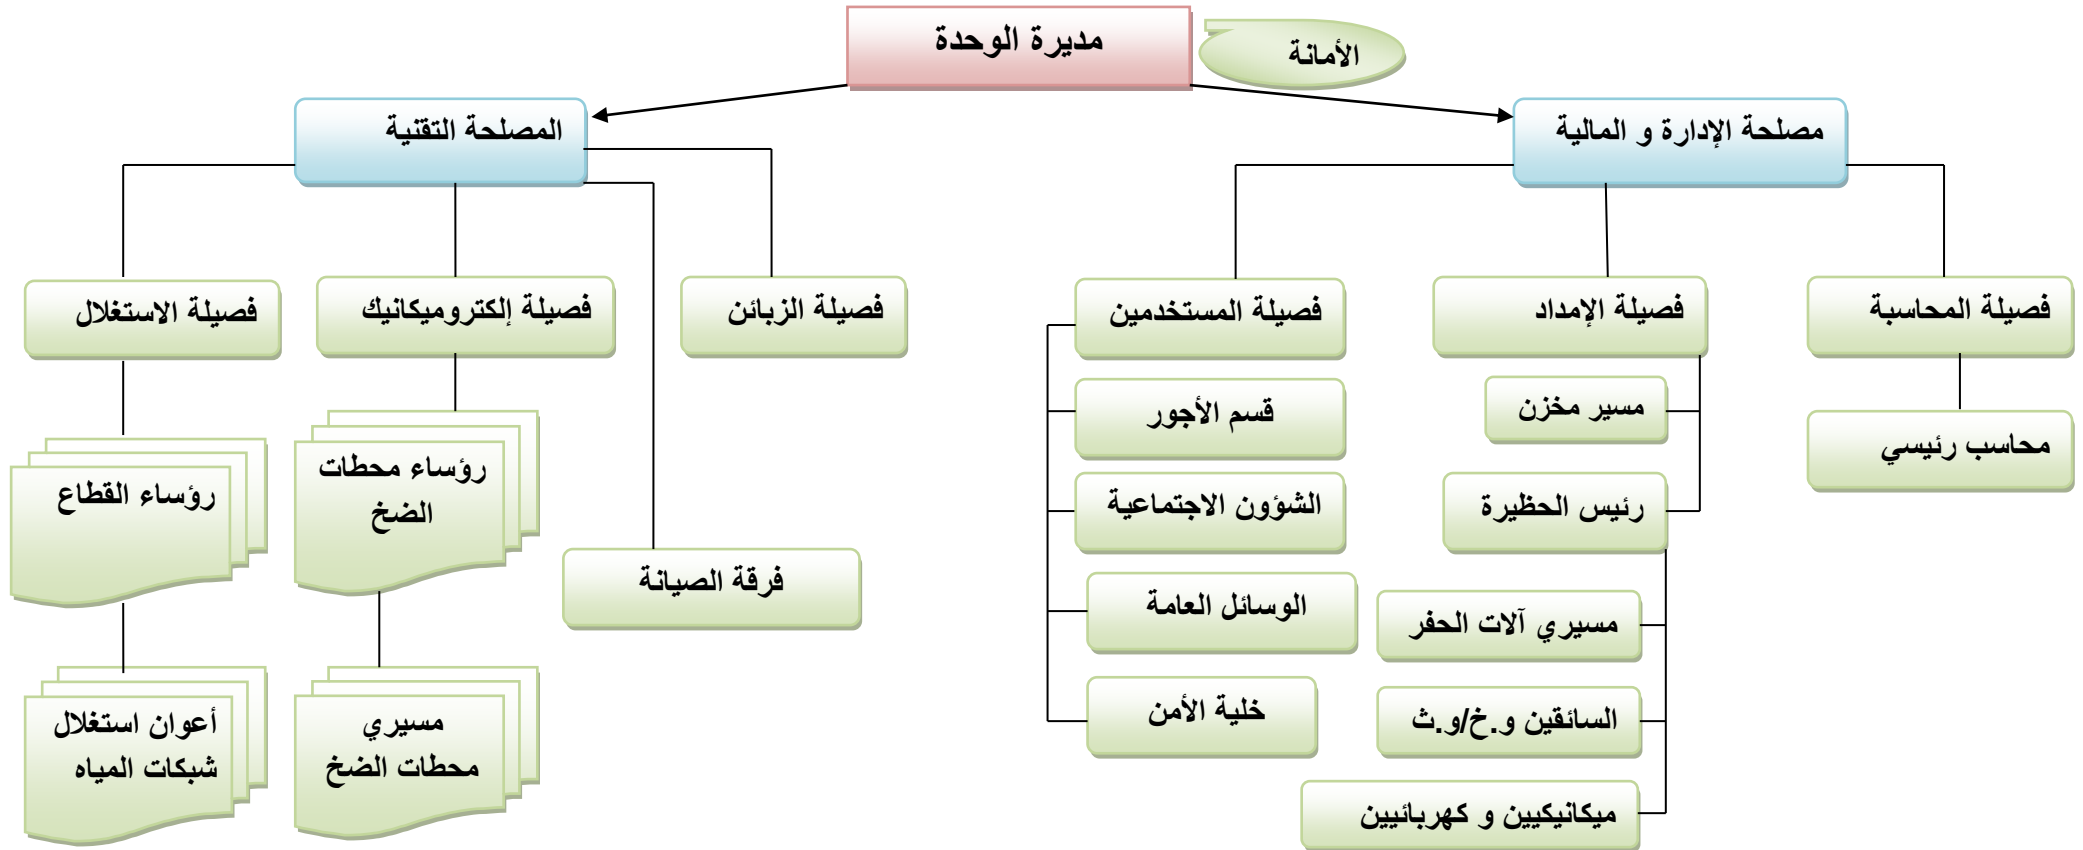 مديرة الوحدة
الأمانة
مصلحة الإدارة و المالية
المصلحة التقنية
فصيلة المحاسبة
فصيلة الإمداد
فصيلة المستخدمين
فصيلة الزبائن
فصيلة إلكتروميكانيك
فصيلة الاستغلال
محاسب رئيسي
مسير مخزن
رئيس الحظيرة
مسيري آلات الحفر
السائقين و.خ/و.ث
ميكانيكيين و كهربائيين
قسم الأجور
الشؤون الاجتماعية
الوسائل العامة
خلية الأمن
فرقة الصيانة
رؤساء محطات
الضخ
مسيري
محطات الضخ
رؤساء القطاع
أعوان استغلال
شبكات المياه